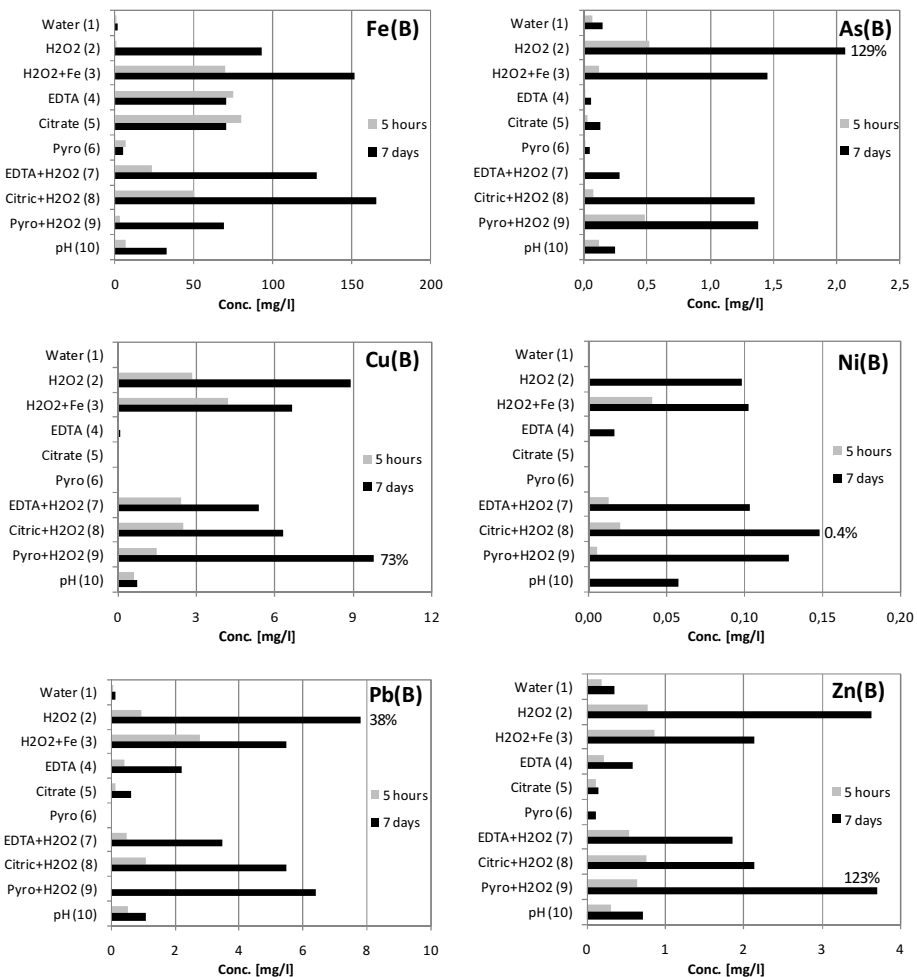 Fe(B)
Water (1)
H2O2 (2)
H2O2+Fe (3)
EDTA (4)
Citrate (5)
Pyro (6)
EDTA+H2O2 (7)
Citric+H2O2 (8)
Pyro+H2O2 (9)
pH (10)
5 hours
7 days
0 50 100 150 200
Conc. [mg/l]
As(B)
Water (1)
H2O2 (2)
129%
H2O2+Fe (3)
EDTA (4)
Citrate (5)
Pyro (6)
EDTA+H2O2 (7)
Citric+H2O2 (8)
Pyro+H2O2 (9)
pH (10)
5 hours
7 days
0 0,5 1,0 1,5 2,0 2,5
Conc. [mg/l]
Cu(B)
Water (1)
H2O2 (2)
H2O2+Fe (3)
EDTA (4)
Citrate (5)
Pyro (6)
EDTA+H2O2 (7)
Citric+H2O2 (8)
Pyro+H2O2 (9)
73%
pH (10)
5 hours
7 days
0 3 6 9 12
Conc. [mg/l]
Ni(B)
Water (1)
H2O2 (2)
H2O2+Fe (3)
EDTA (4)
Citrate (5)
Pyro (6)
EDTA+H2O2 (7)
Citric+H2O2 (8)
0.4%
Pyro+H2O2 (9)
pH (10)
5 hours
7 days
0,00 0,05 0,10 0,15 0,20
Conc. [mg/l]
Pb(B)
Water (1)
H2O2 (2)
38%
H2O2+Fe (3)
EDTA (4)
Citrate (5)
Pyro (6)
EDTA+H2O2 (7)
Citric+H2O2 (8)
Pyro+H2O2 (9)
pH (10)
5 hours
7 days
0 2 4 6 8 10
Conc. [mg/l]
Zn(B)
Water (1)
H2O2 (2)
H2O2+Fe (3)
EDTA (4)
Citrate (5)
Pyro (6)
EDTA+H2O2 (7)
Citric+H2O2 (8)
123%
Pyro+H2O2 (9)
pH (10)
5 hours
7 days
0 1 2 3 4
Conc. [mg/l]